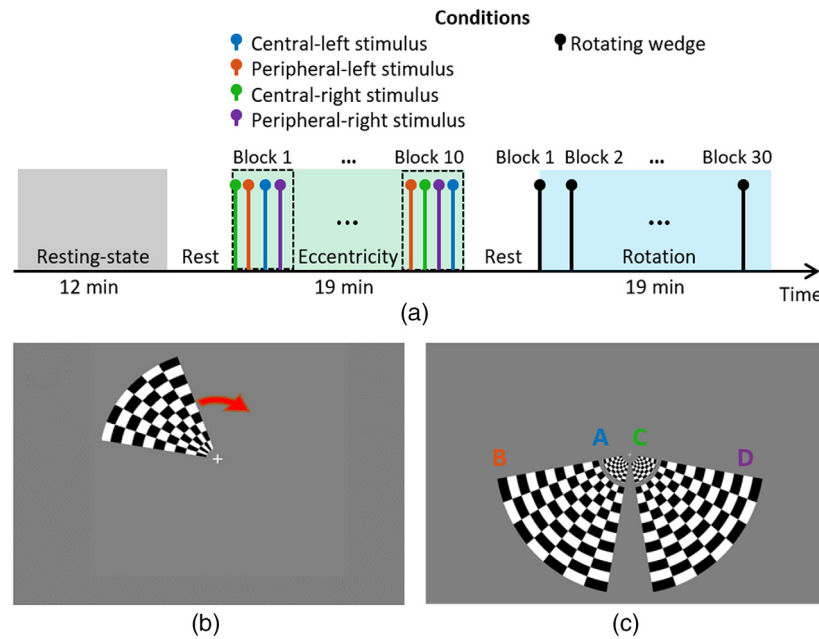 Conditions
Central-left stimulus
Rotating wedge
Peripheral-left stimulus
Central-right stimulus
Peripheral-right stimulus
Block 1 ... Block 10 Block 1 Block 2 ... Block 30
... ...
Resting-state Rest Eccentricity Rest Rotation
12 min 19 min 19 min Time
(a)
A C
B D
(b) (c)